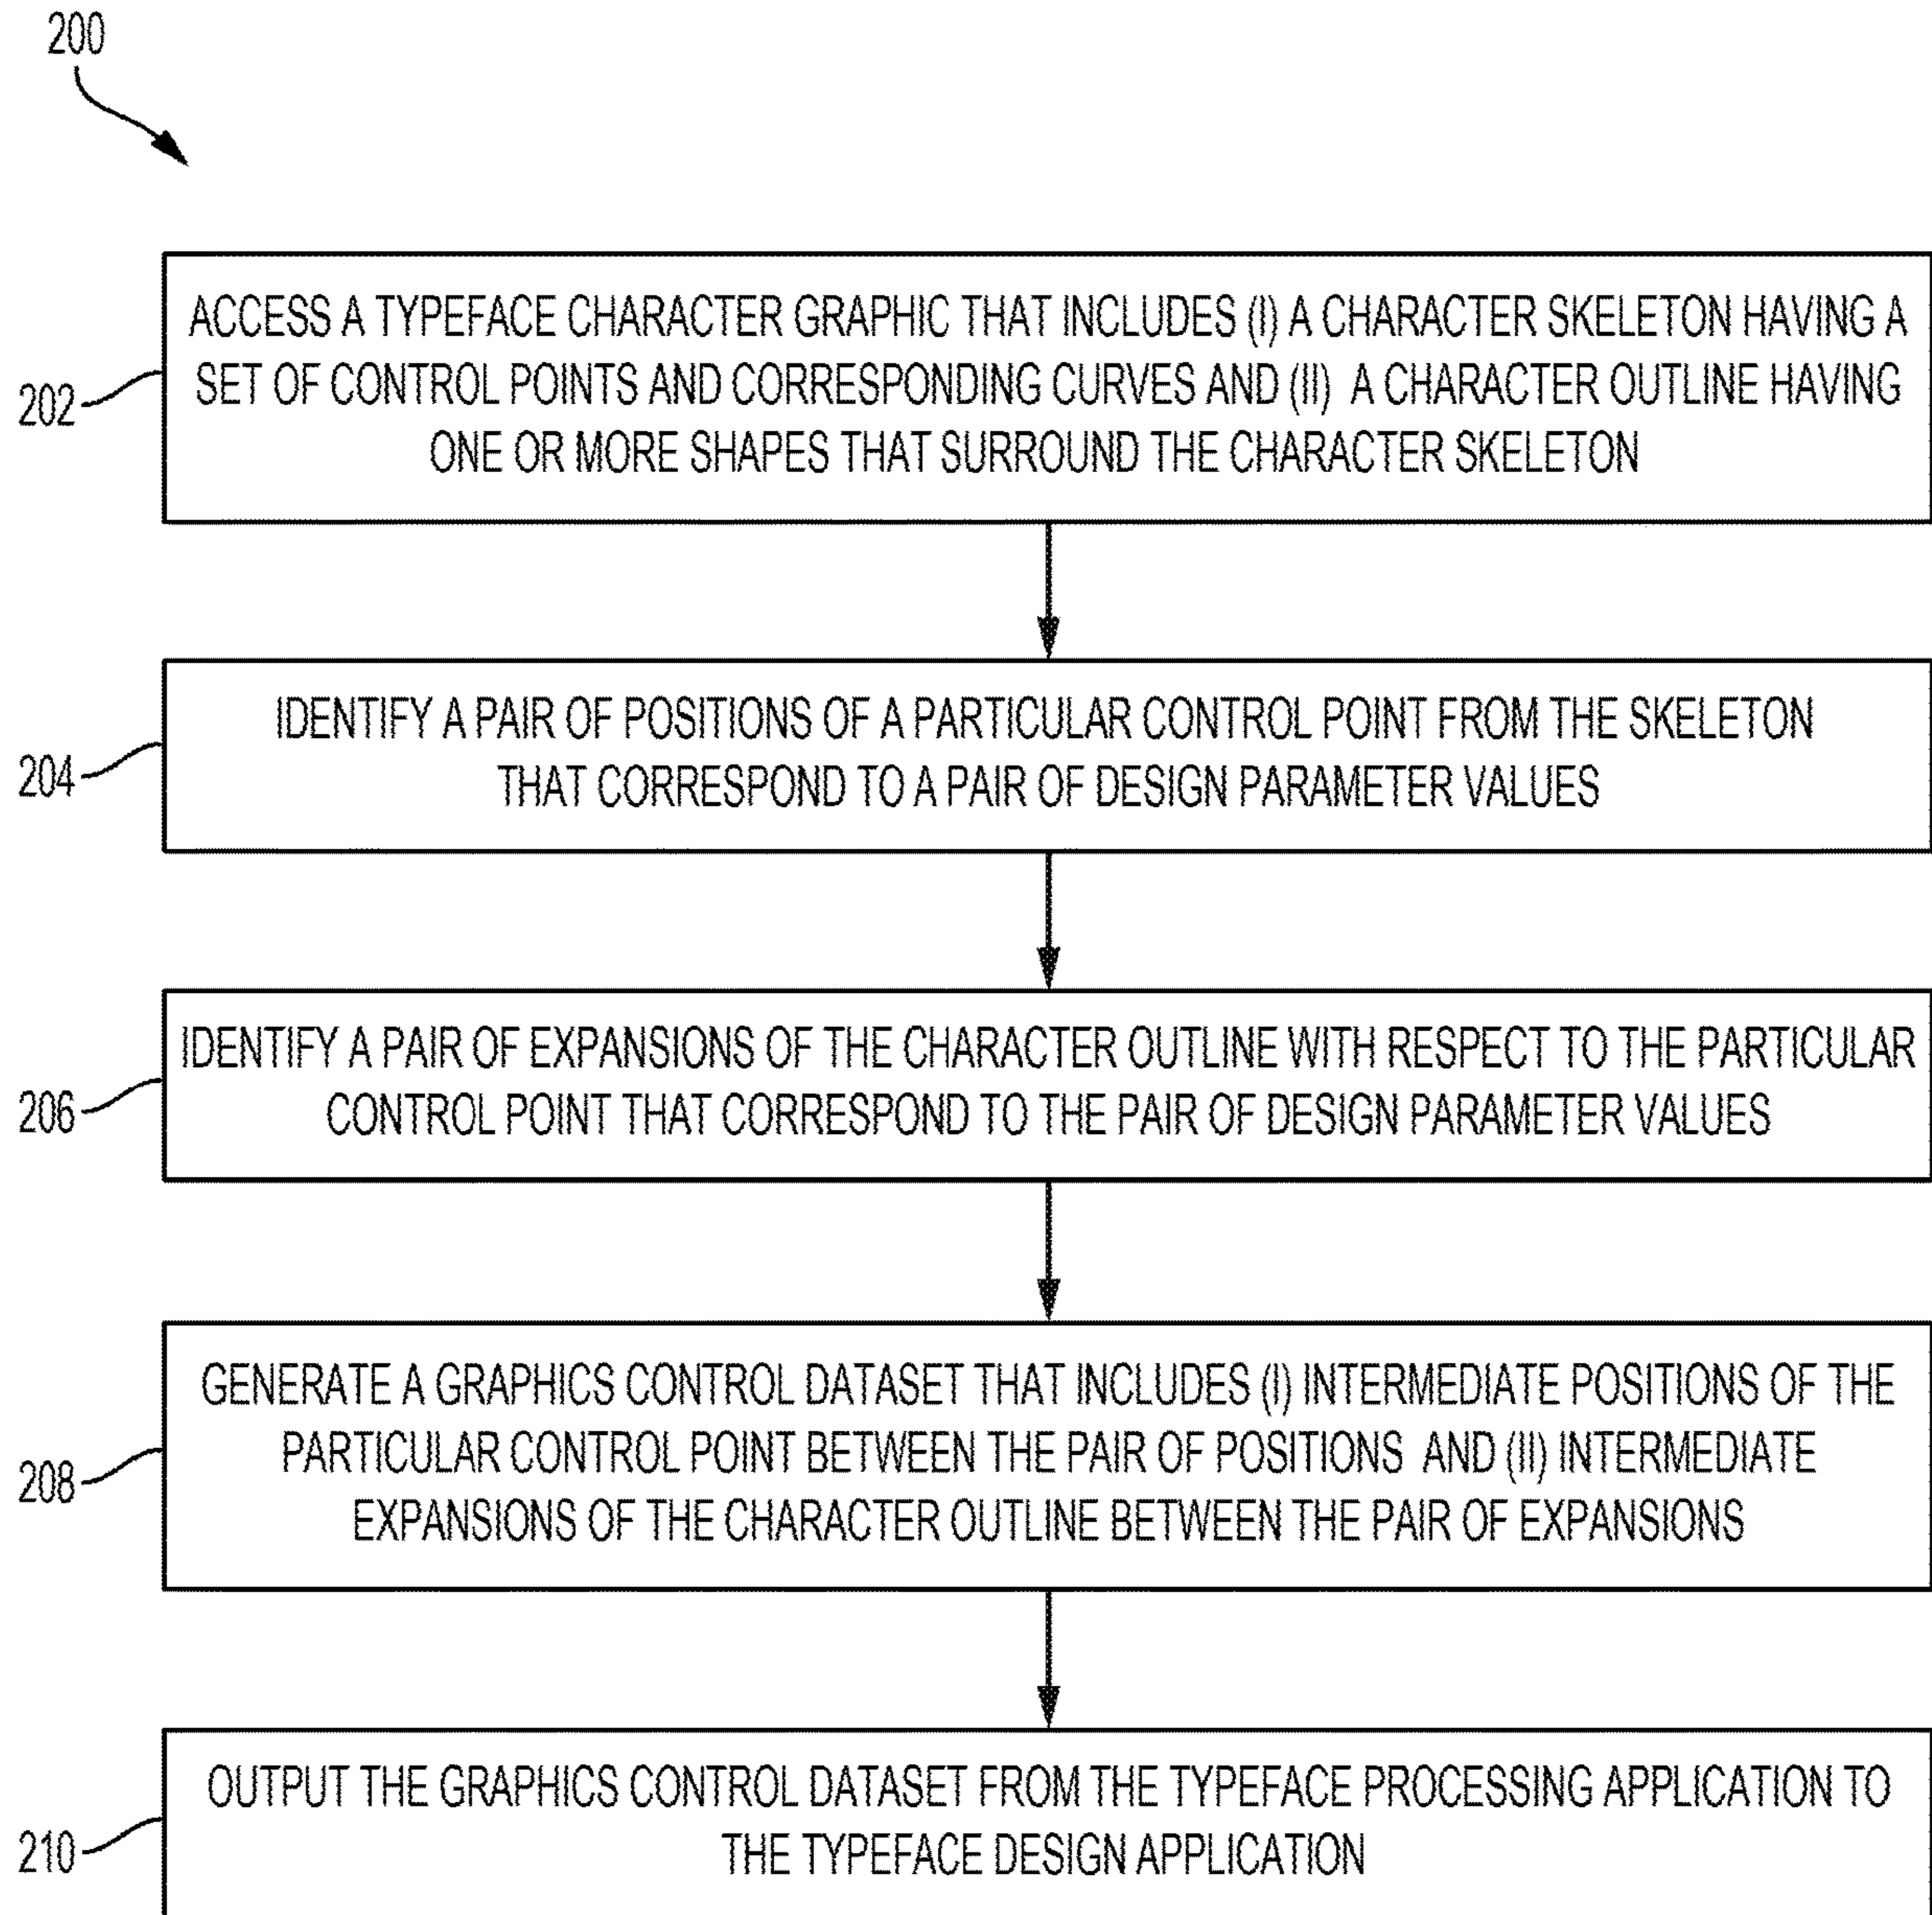 200
202
ACCESS A TYPEFACE CHARACTER GRAPHIC THAT INCLUDES (I) A CHARACTER SKELETON HAVING A
SET OF CONTROL POINTS AND CORRESPONDING CURVES AND (II) A CHARACTER OUTLINE HAVING
ONE OR MORE SHAPES THAT SURROUND THE CHARACTER SKELETON
204
IDENTIFY A PAIR OF POSITIONS OF A PARTICULAR CONTROL POINT FROM THE SKELETON
THAT CORRESPOND TO A PAIR OF DESIGN PARAMETER VALUES
206
IDENTIFY A PAIR OF EXPANSIONS OF THE CHARACTER OUTLINE WITH RESPECT TO THE PARTICULAR
CONTROL POINT THAT CORRESPOND TO THE PAIR OF DESIGN PARAMETER VALUES
208
GENERATE A GRAPHICS CONTROL DATASET THAT INCLUDES (I) INTERMEDIATE POSITIONS OF THE
PARTICULAR CONTROL POINT BETWEEN THE PAIR OF POSITIONS AND (II) INTERMEDIATE
EXPANSIONS OF THE CHARACTER OUTLINE BETWEEN THE PAIR OF EXPANSIONS
210
OUTPUT THE GRAPHICS CONTROL DATASET FROM THE TYPEFACE PROCESSING APPLICATION TO
THE TYPEFACE DESIGN APPLICATION